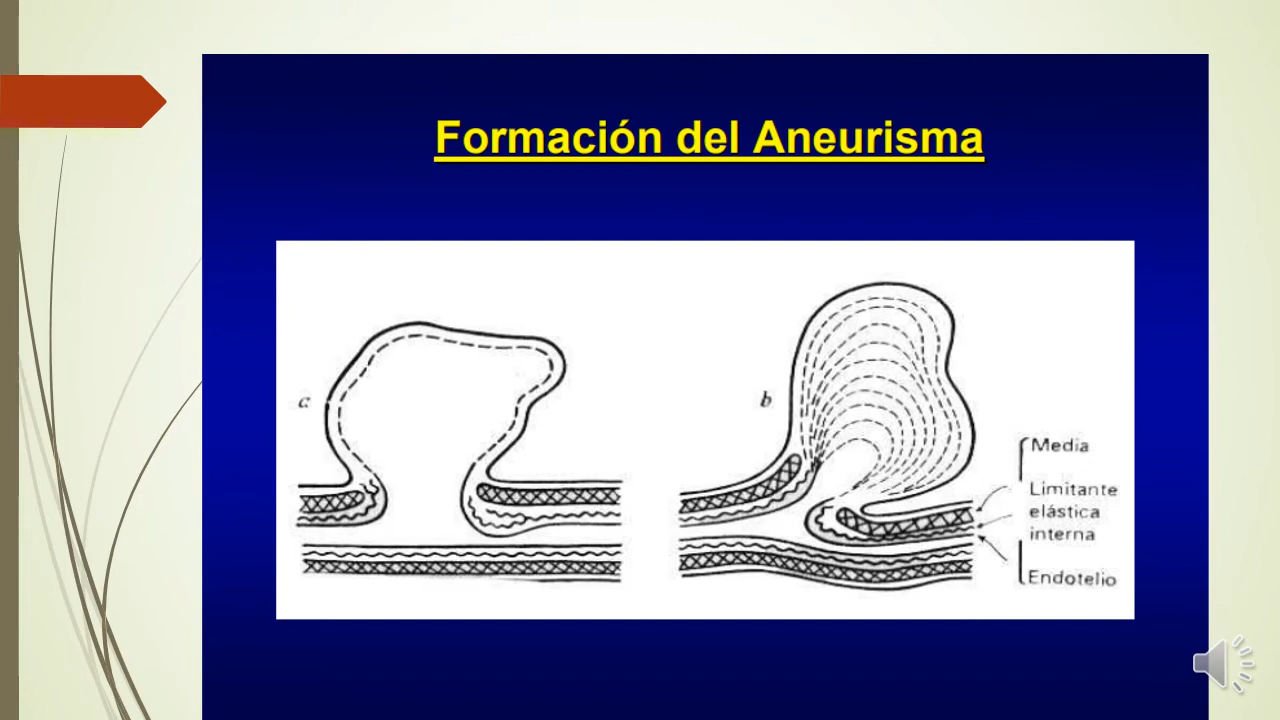 Formación del Aneurisma
a
b
Media
Limitante
elástica
interna
Endotelio